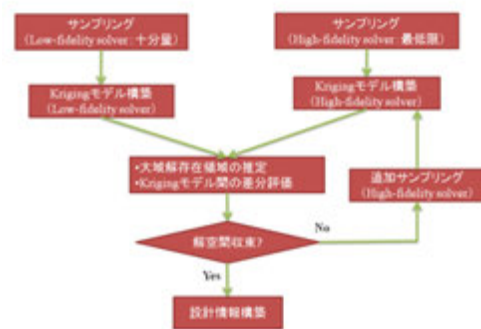 サンプリング
(Low-fidelity solver:十分量)
サンプリング
(High-fidelity solver:最低限)
Krigingモデル構築
(Low-fidelity solver)
Krigingモデル構築
(High-fidelity solver)
•大域解存在領域の推定
•Krigingモデル間の差分評価
追加サンプリング
(High-fidelity solver)
解空間収束?
No
Yes
設計情報構築